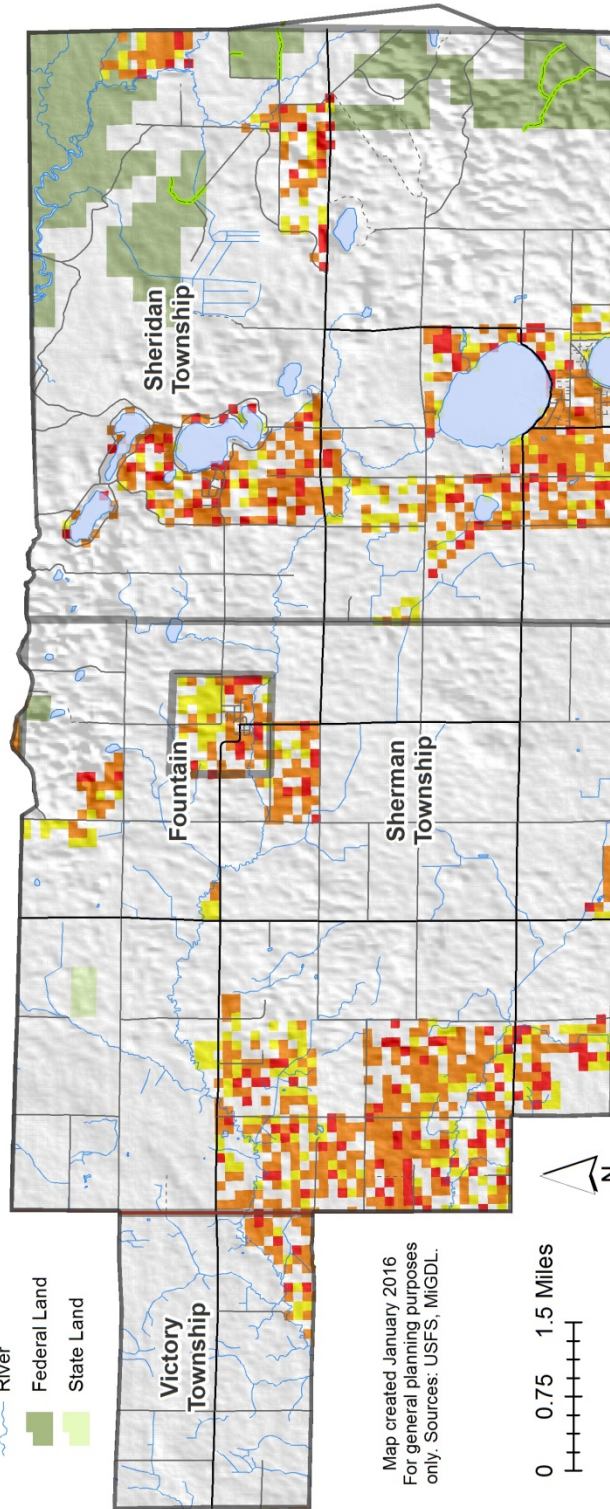 River
Federal Land
State Land
Sheridan
Township
Fountain
Sherman
Township
Victory
Township
Map created January 2016
For general planning purposes
only. Sources: USFS, MiGDL.
0 0.75 1.5 Miles
N